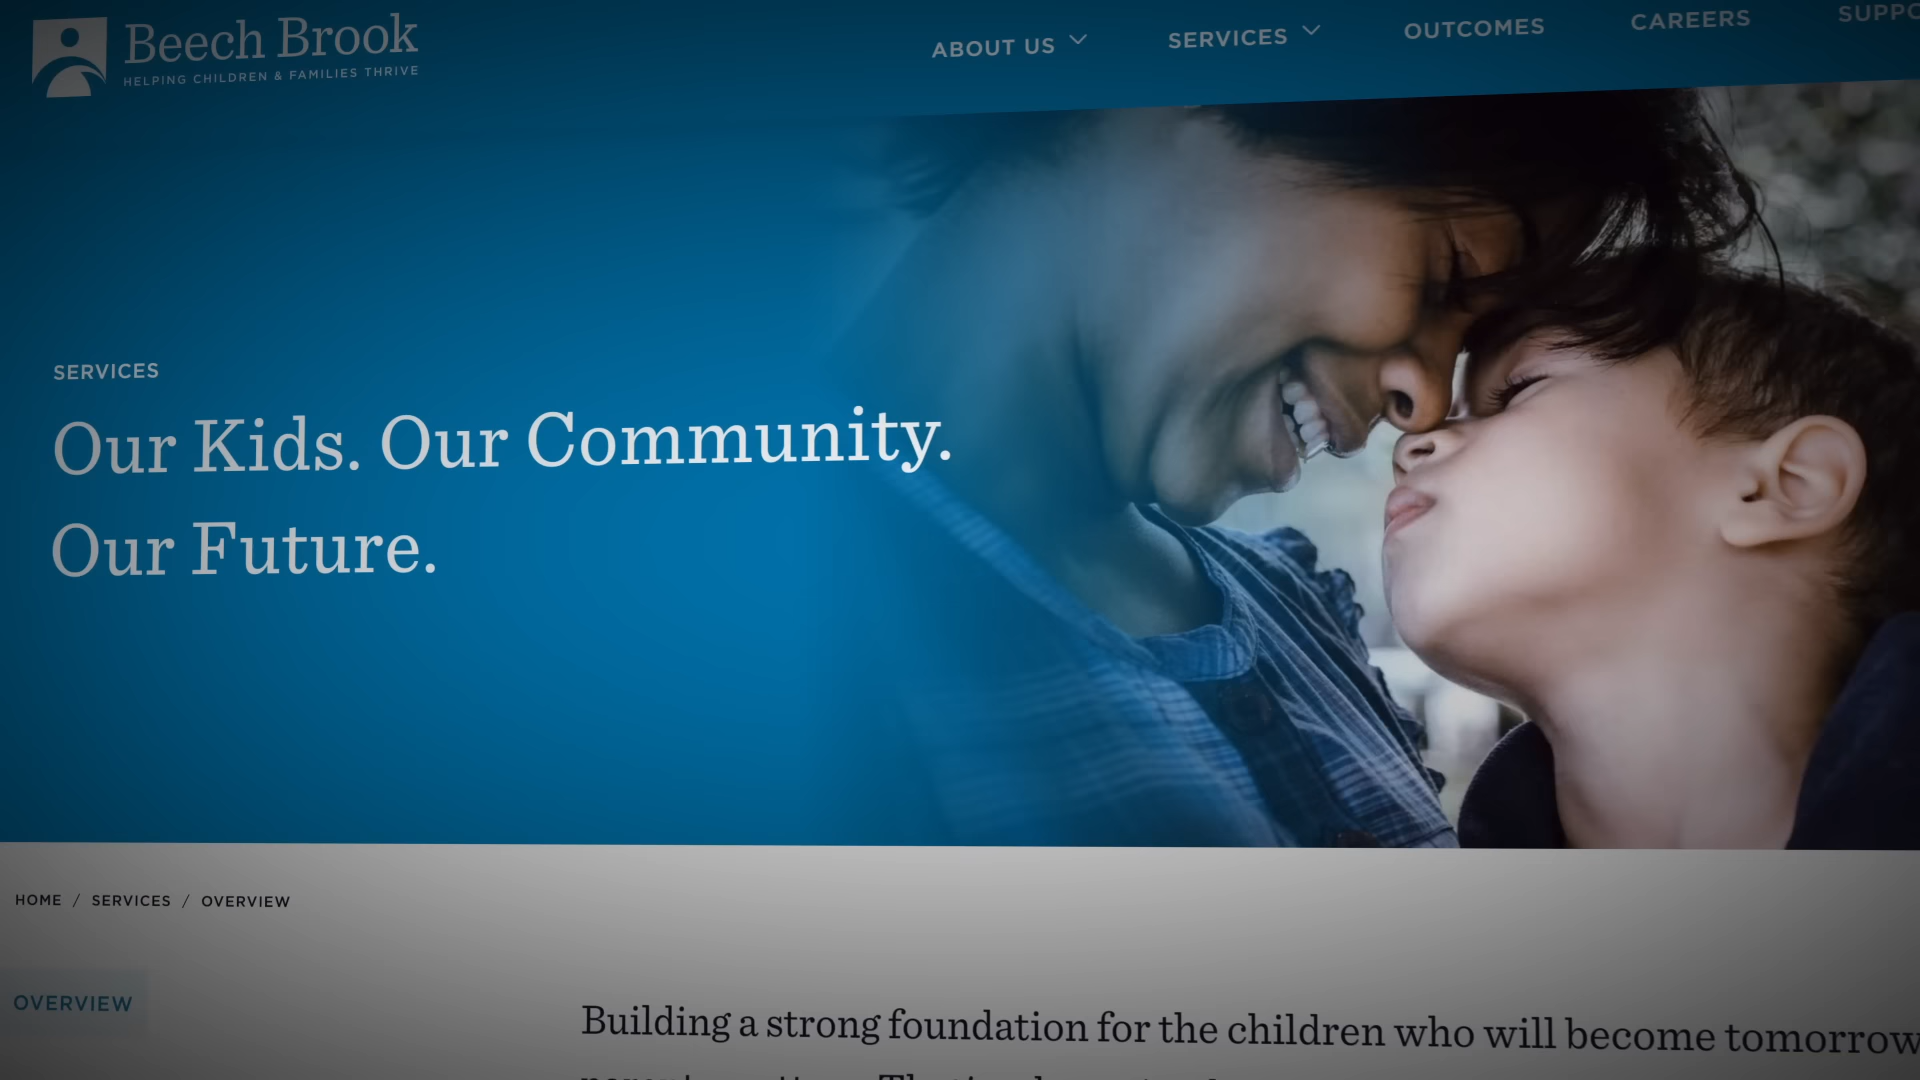 Beech Brook
HELPING CHILDREN & FAMILIES THRIVE
ABOUT US
SERVICES
OUTCOMES
CAREERS
SERVICES
Our Kids. Our Community.
Our Future.
HOME / SERVICES / OVERVIEW
OVERVIEW
Building a strong foundation for the children who will become tomorrow